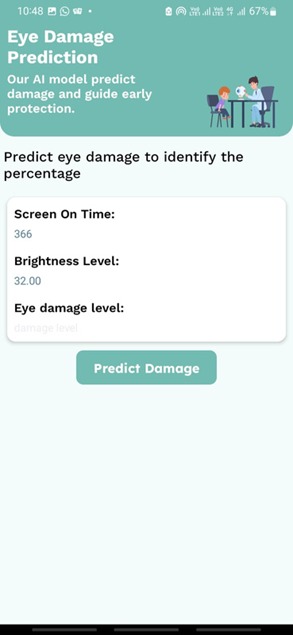 10:48
67%
Eye Damage
Prediction
Our AI model predict
damage and guide early
protection.
Predict eye damage to identify the
percentage
Screen On Time:
366
Brightness Level:
32.00
Eye damage level:
damage level
Predict Damage